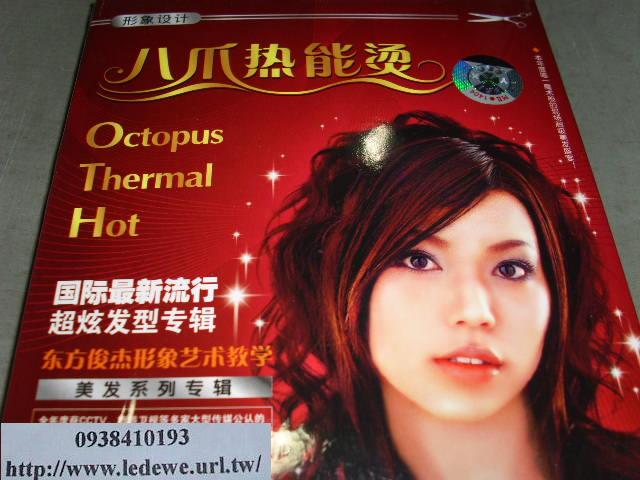 形象设计
八爪热能烫
Octopus
Thermal
Hot
国际最新流行
超炫发型专辑
东方俊杰形象艺术教学
美发系列专辑
0938410193
http://www.ledewe.url.tw/